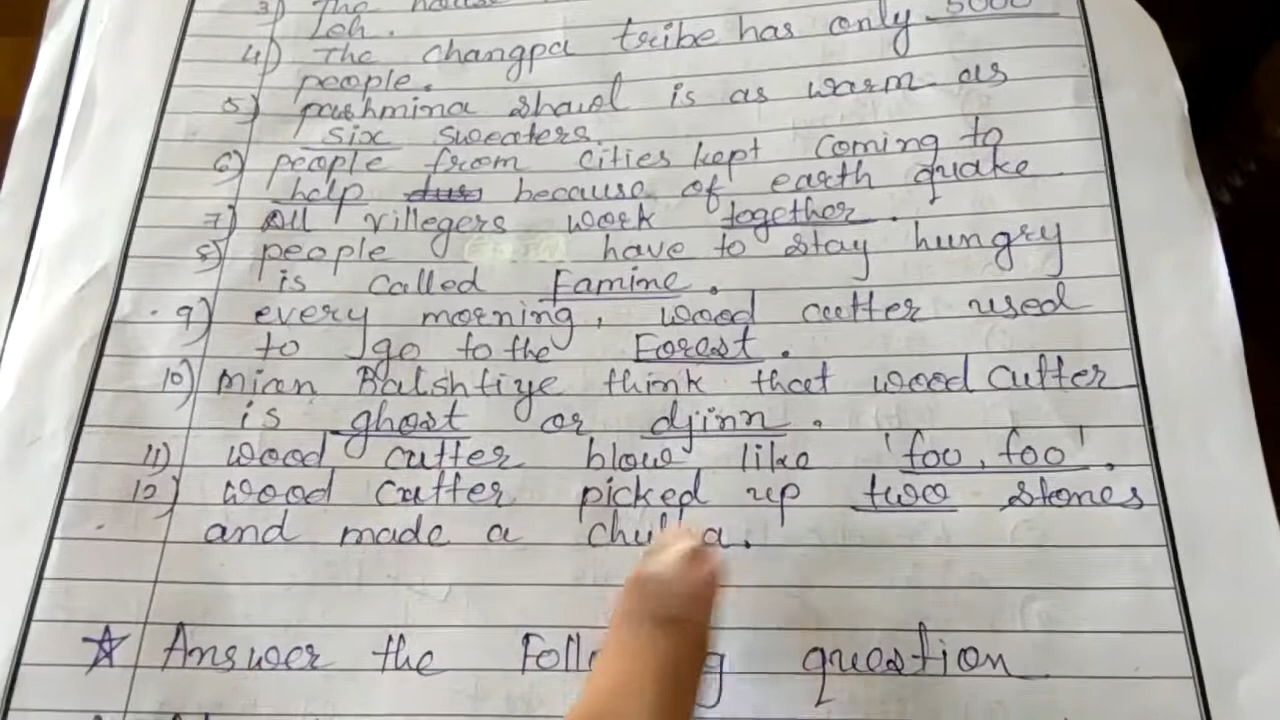 3) The
Leh.
4) The changpa tribe has only 5000
people.
5) pashmina shawl is as warm as
six sweaters.
6) people from cities kept coming to
help because of earth quake
7) All villegers work together.
8) people have to stay hungry
is called Famine.
9) every morning, wood cutter used
to go to the Forest.
10) Mian Balshtiye think that wood cutter
is ghost or djinn.
11) wood cutter blow like 'foo, foo'.
12) wood cutter picked up two stones
and made a
☆ Answer the question